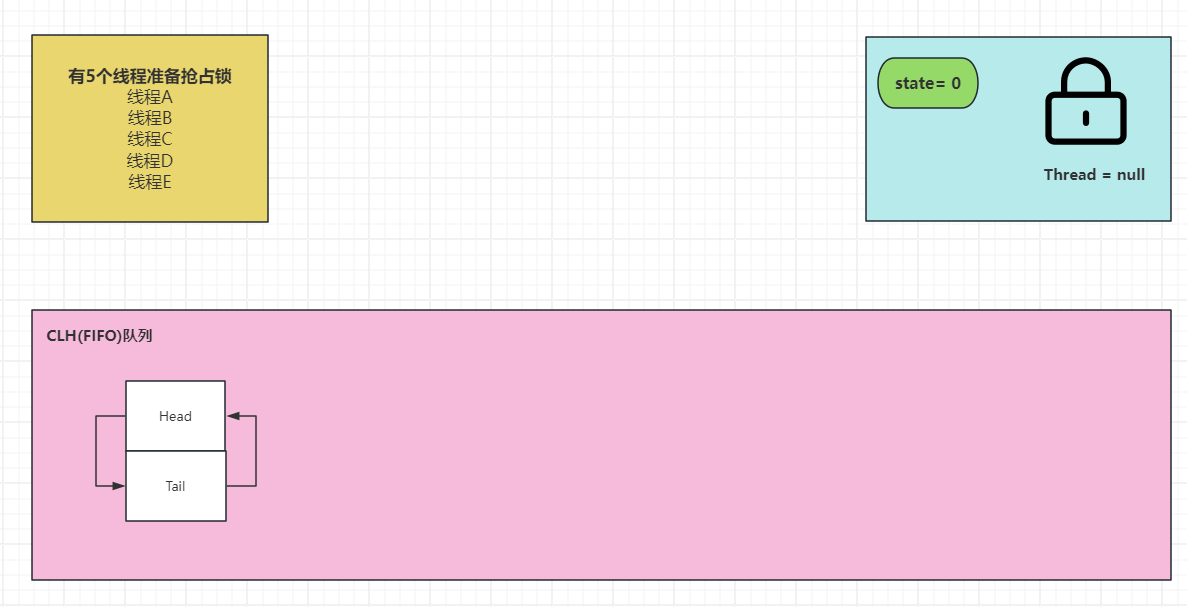 有5个线程准备抢占锁
线程A
线程B
线程C
线程D
线程E
state= 0
Thread = null
CLH(FIFO)队列
Head
Tail